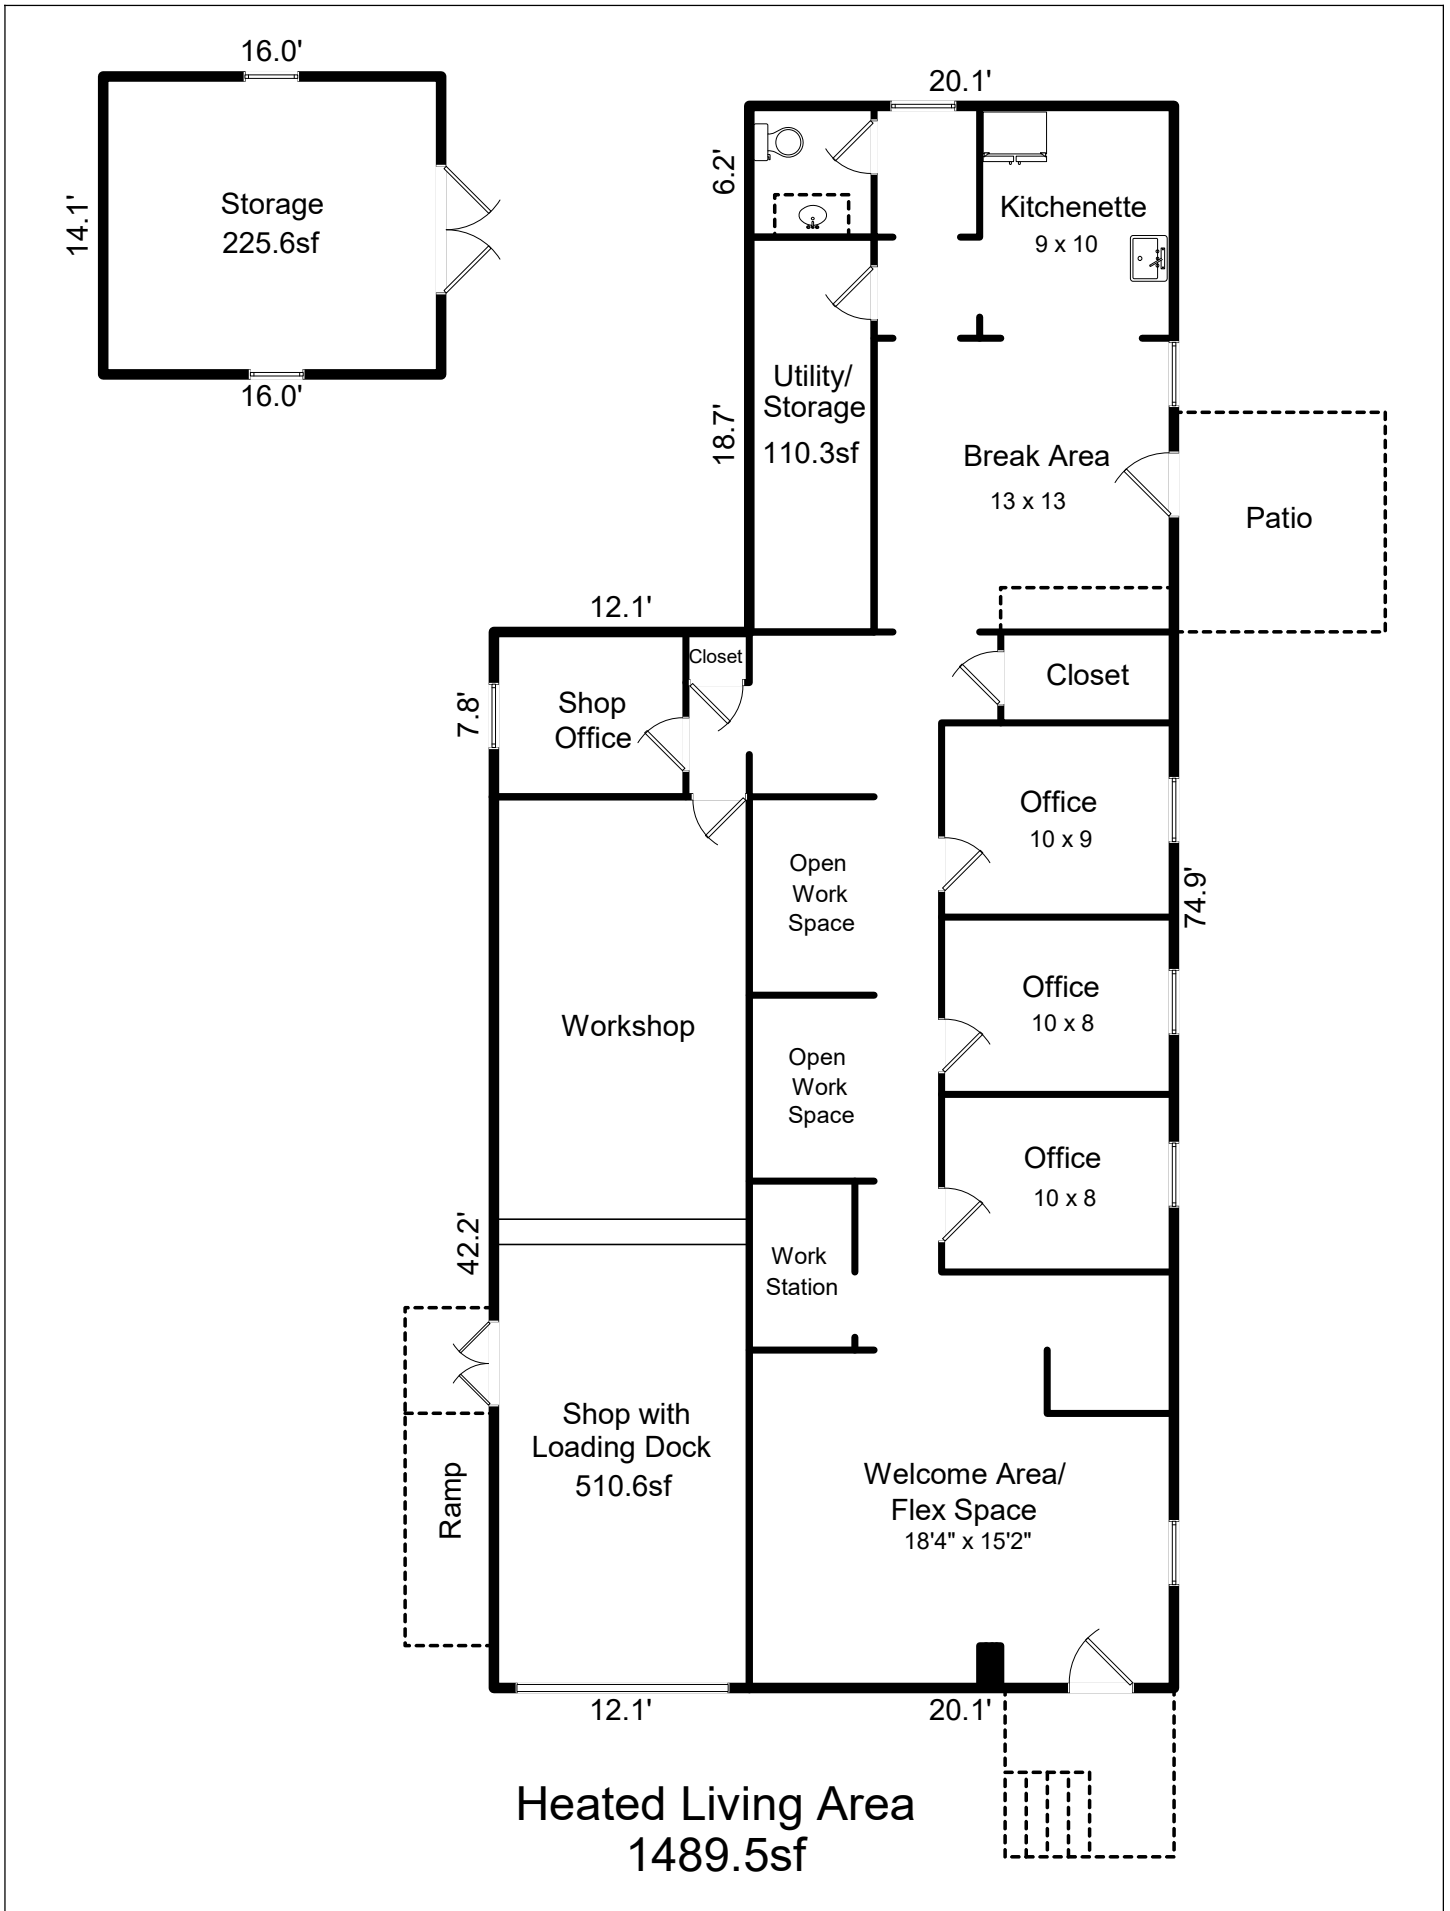 16.0'
14.1'
Storage
225.6sf
16.0'
20.1'
6.2'
Kitchenette
9 x 10
18.7'
Utility/
Storage
110.3sf
Break Area
13 x 13
Patio
12.1'
7.8'
Shop
Office
Closet
Closet
Office
10 x 9
74.9'
Open
Work
Space
Workshop
Office
10 x 8
Open
Work
Space
Office
10 x 8
42.2'
Work
Station
Shop with
Loading Dock
510.6sf
Ramp
Welcome Area/
Flex Space
18'4" x 15'2"
12.1'
20.1'
Heated Living Area
1489.5sf